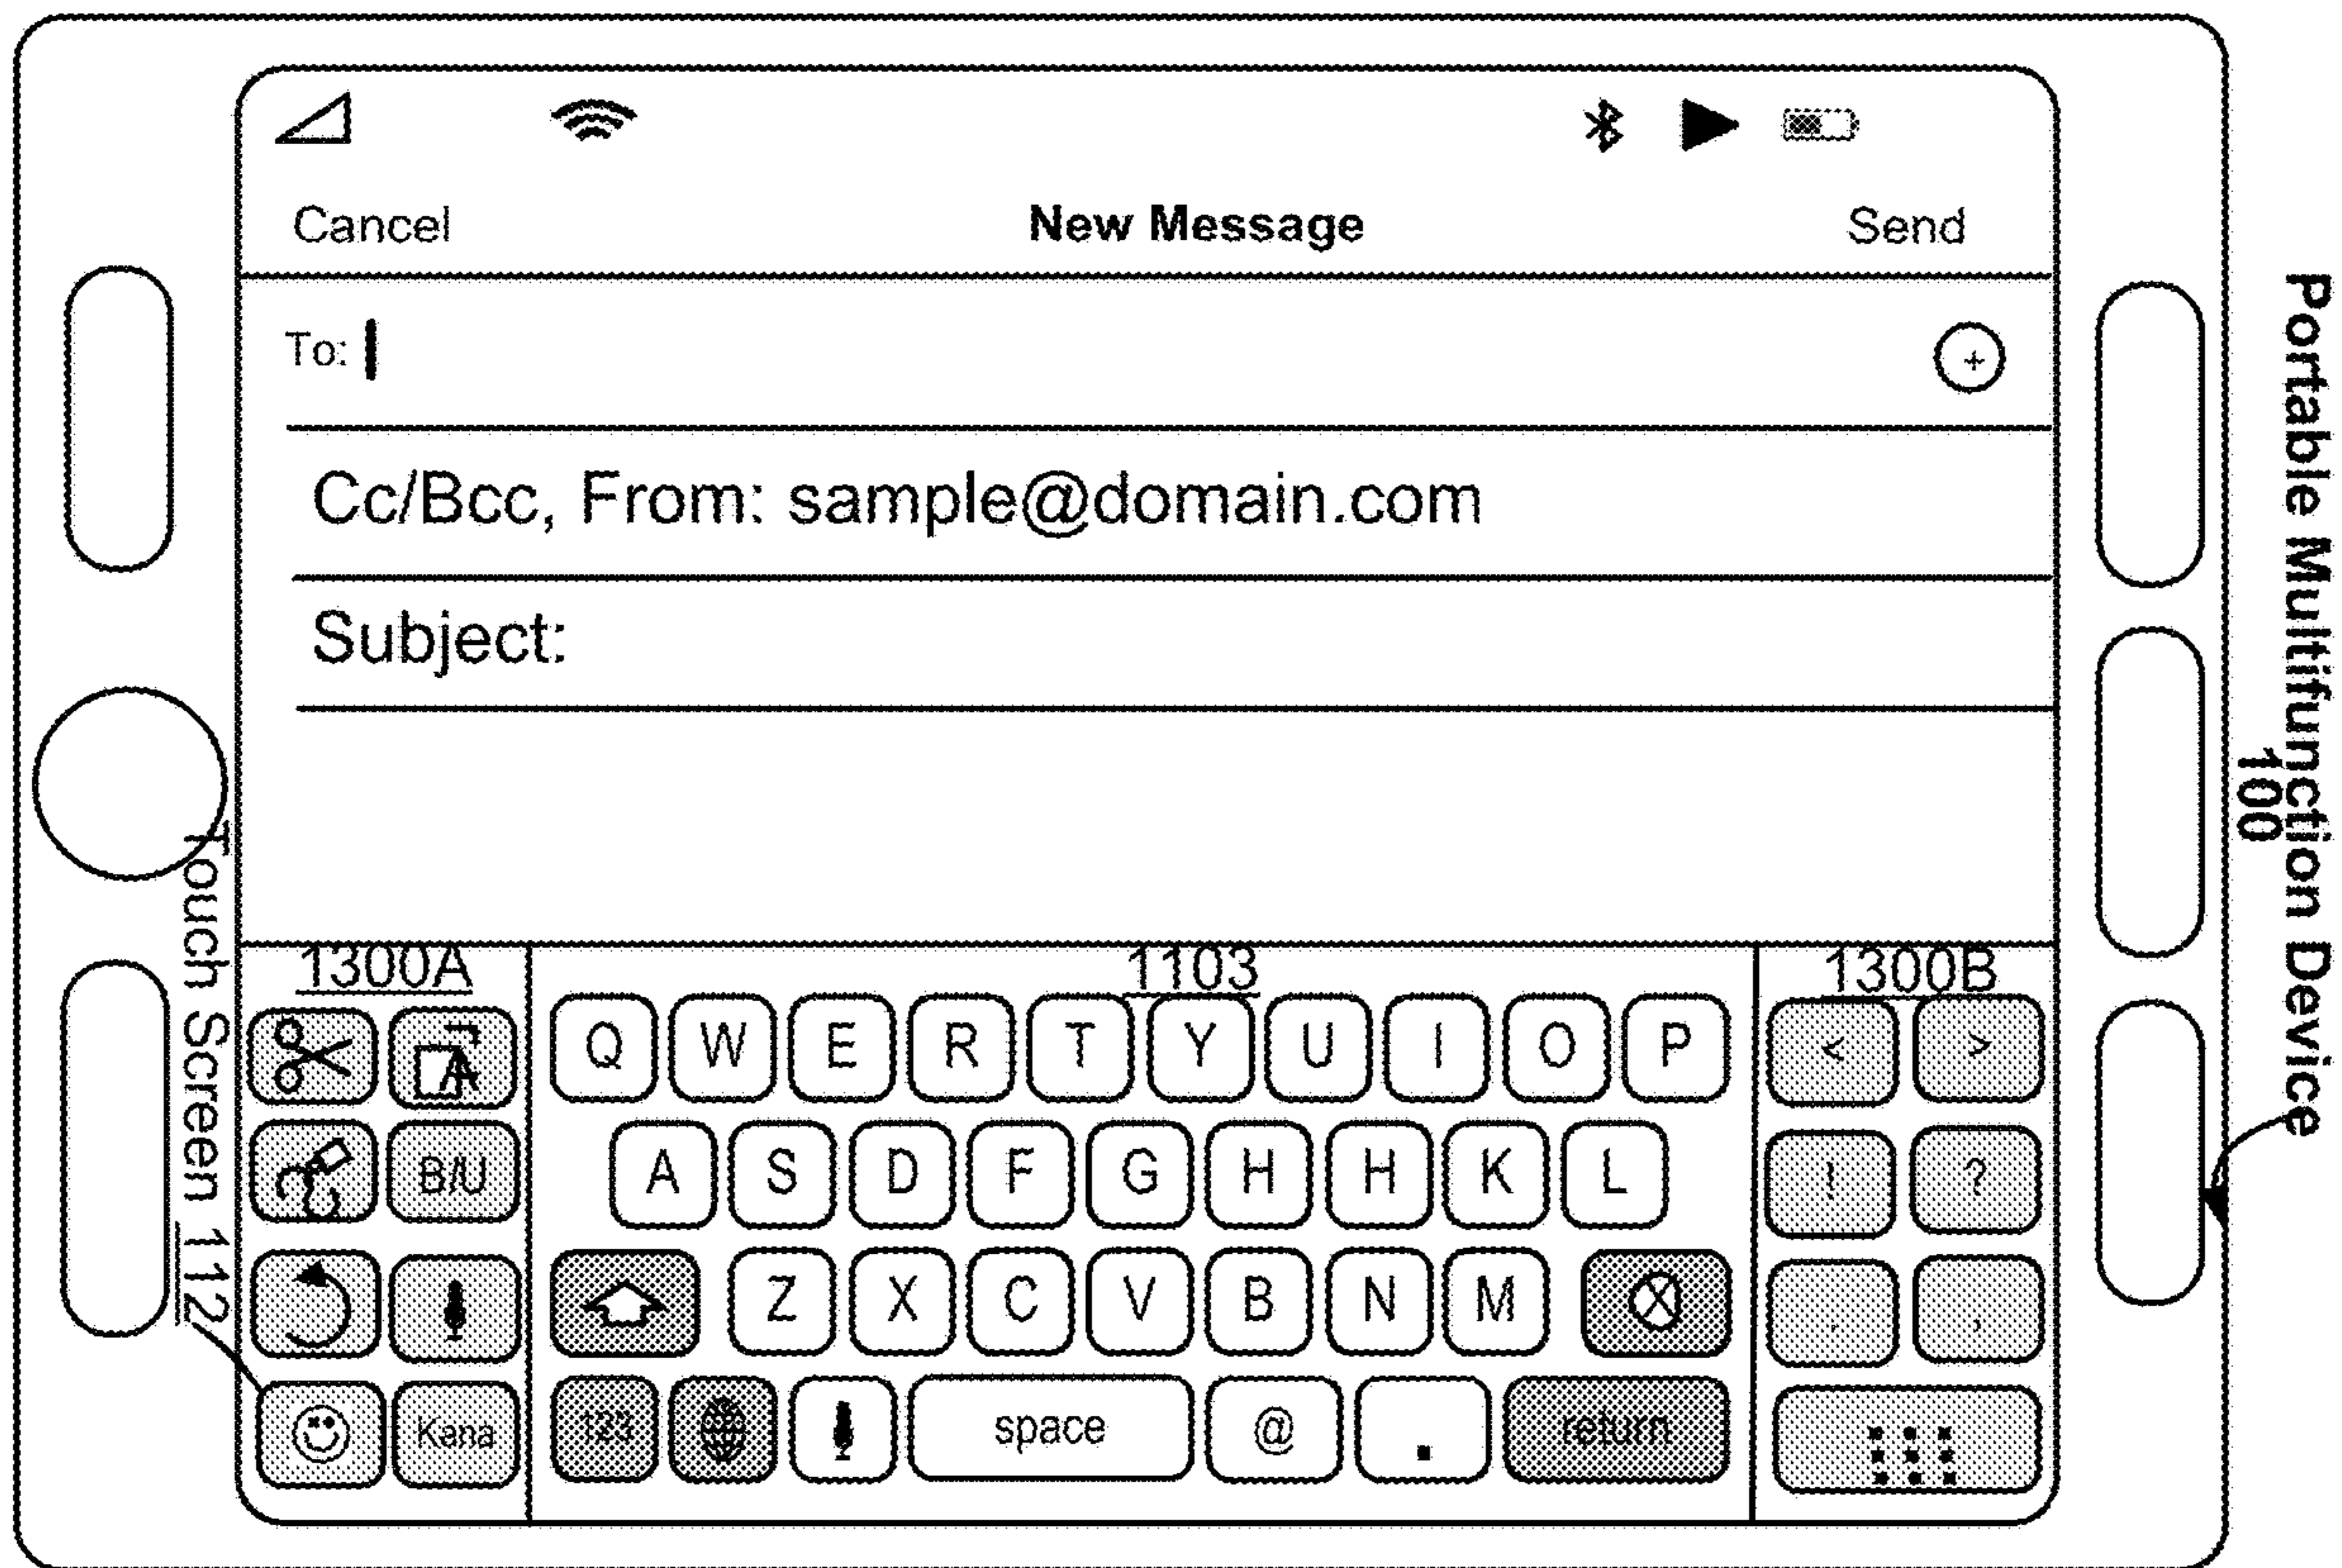 Cancel New Message Send
To:
+
Cc/Bcc, From: sample@domain.com
Subject:
1300A 1103 1300B
A Q W E R T Y U I O P < >
B/U A S D F G H H K L ! ?
Z X C V B N M X . ,
Kana 123 space @ . return
Touch Screen 112
Portable Multifunction Device
100